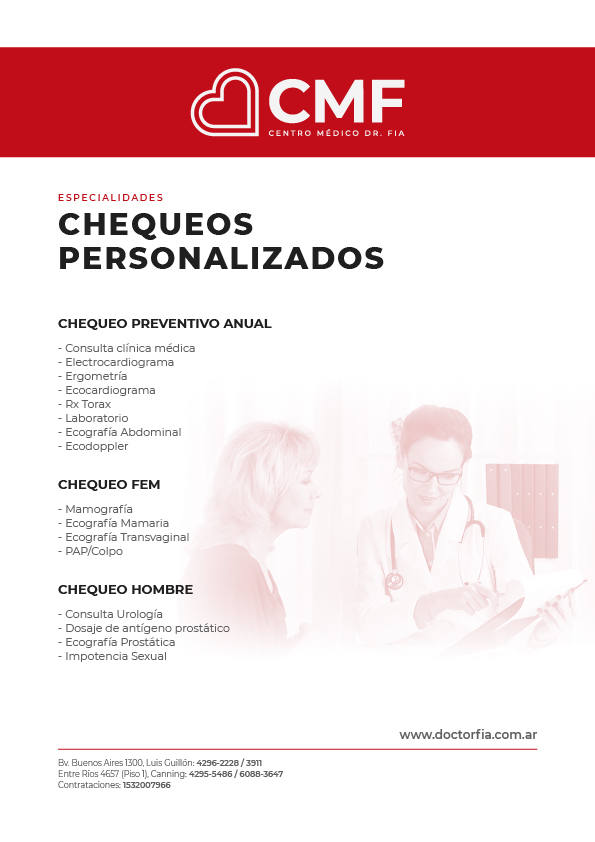 CMF
CENTRO MÉDICO DR. FIA
ESPECIALIDADES
CHEQUEOS
PERSONALIZADOS
CHEQUEO PREVENTIVO ANUAL
- Consulta clínica médica
- Electrocardiograma
- Ergometría
- Ecocardiograma
- Rx Torax
- Laboratorio
- Ecografía Abdominal
- Ecodoppler
CHEQUEO FEM
- Mamografía
- Ecografía Mamaria
- Ecografía Transvaginal
- PAP/Colpo
CHEQUEO HOMBRE
- Consulta Urología
- Dosaje de antígeno prostático
- Ecografía Prostática
- Impotencia Sexual
www.doctorfia.com.ar
Bv. Buenos Aires 1300, Luis Guillón: 4296-2228 / 3911
Entre Ríos 4657 (Piso 1), Canning: 4295-5486 / 6088-3647
Contrataciones: 1532007966